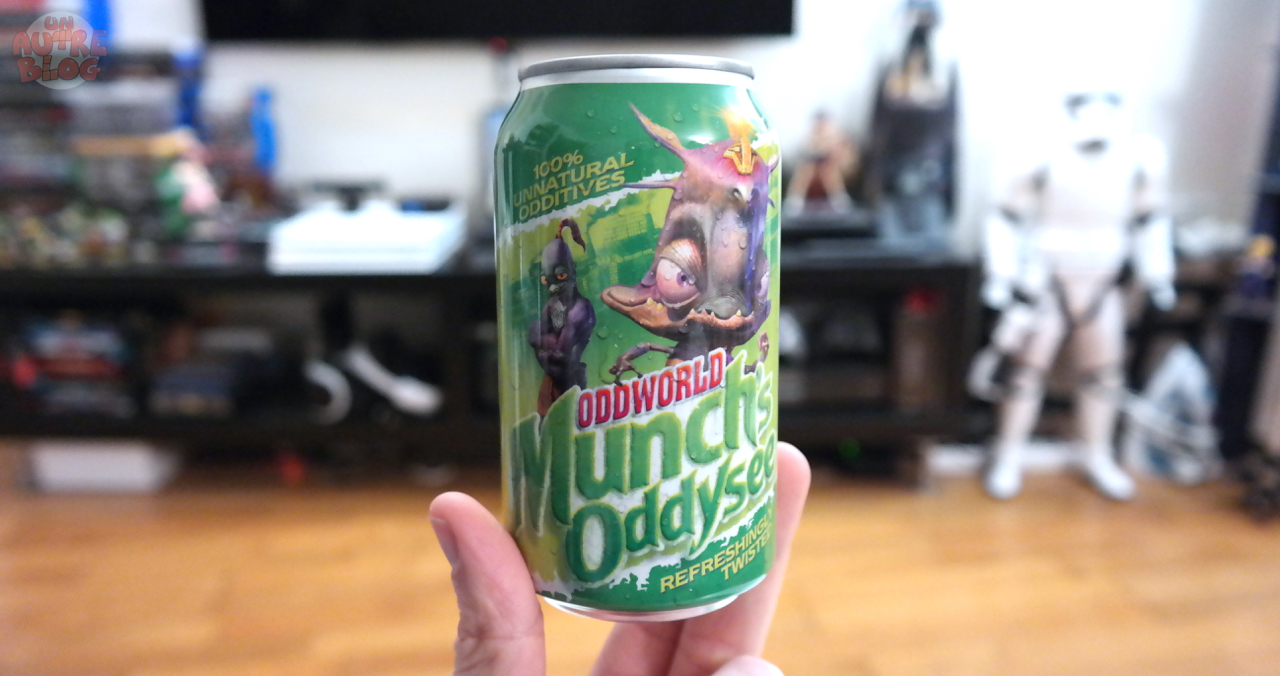 UN
AUTRE
BLOG
100%
UNNATURAL
ODDITIVES
ODDWORLD
Munch's
Oddysee
REFRESHINGLY
TWISTED